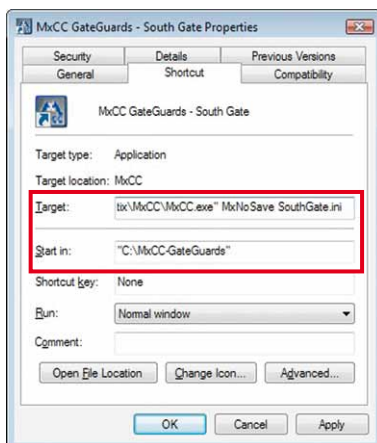 MxCC GateGuards - South Gate Properties
Security Details Previous Versions
General Shortcut Compatibility
MxCC GateGuards - South Gate
Target type: Application
Target location: MxCC
Target: tix\MxCC\MxCC.exe" MxNoSave SouthGate.ini
Start in: "C:\MxCC-GateGuards"
Shortcut key: None
Run: Normal window
Comment:
Open File Location Change Icon... Advanced...
OK Cancel Apply